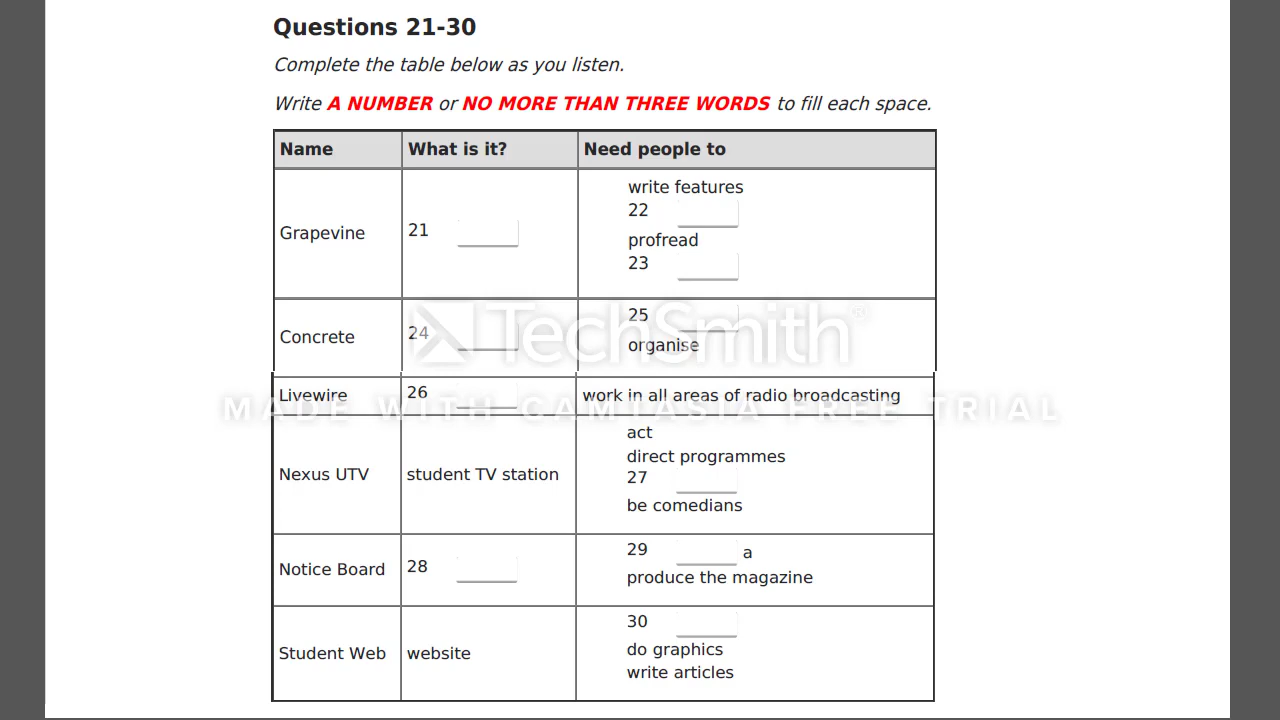 Questions 21-30
Complete the table below as you listen.
Write A NUMBER or NO MORE THAN THREE WORDS to fill each space.
Name What is it? Need people to
Grapevine 21 write features
22
profread
23
Concrete 24 25
organise
Livewire 26 work in all areas of radio broadcasting
Nexus UTV student TV station act
direct programmes
27
be comedians
Notice Board 28 29 a
produce the magazine
Student Web website 30
do graphics
write articles
TechSmith®
MADE WITH CAMTASIA FREE TRIAL